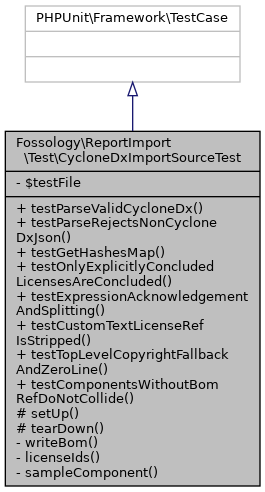 PHPUnit\Framework\TestCase
Fossology\ReportImport
\Test\CycloneDxImportSourceTest
- $testFile
+ testParseValidCycloneDx()
+ testParseRejectsNonCyclone
DxJson()
+ testGetHashesMap()
+ testOnlyExplicitlyConcluded
LicensesAreConcluded()
+ testExpressionAcknowledgement
AndSplitting()
+ testCustomTextLicenseRef
IsStripped()
+ testTopLevelCopyrightFallback
AndZeroLine()
+ testComponentsWithoutBom
RefDoNotCollide()
# setUp()
# tearDown()
- writeBom()
- licenseIds()
- sampleComponent()